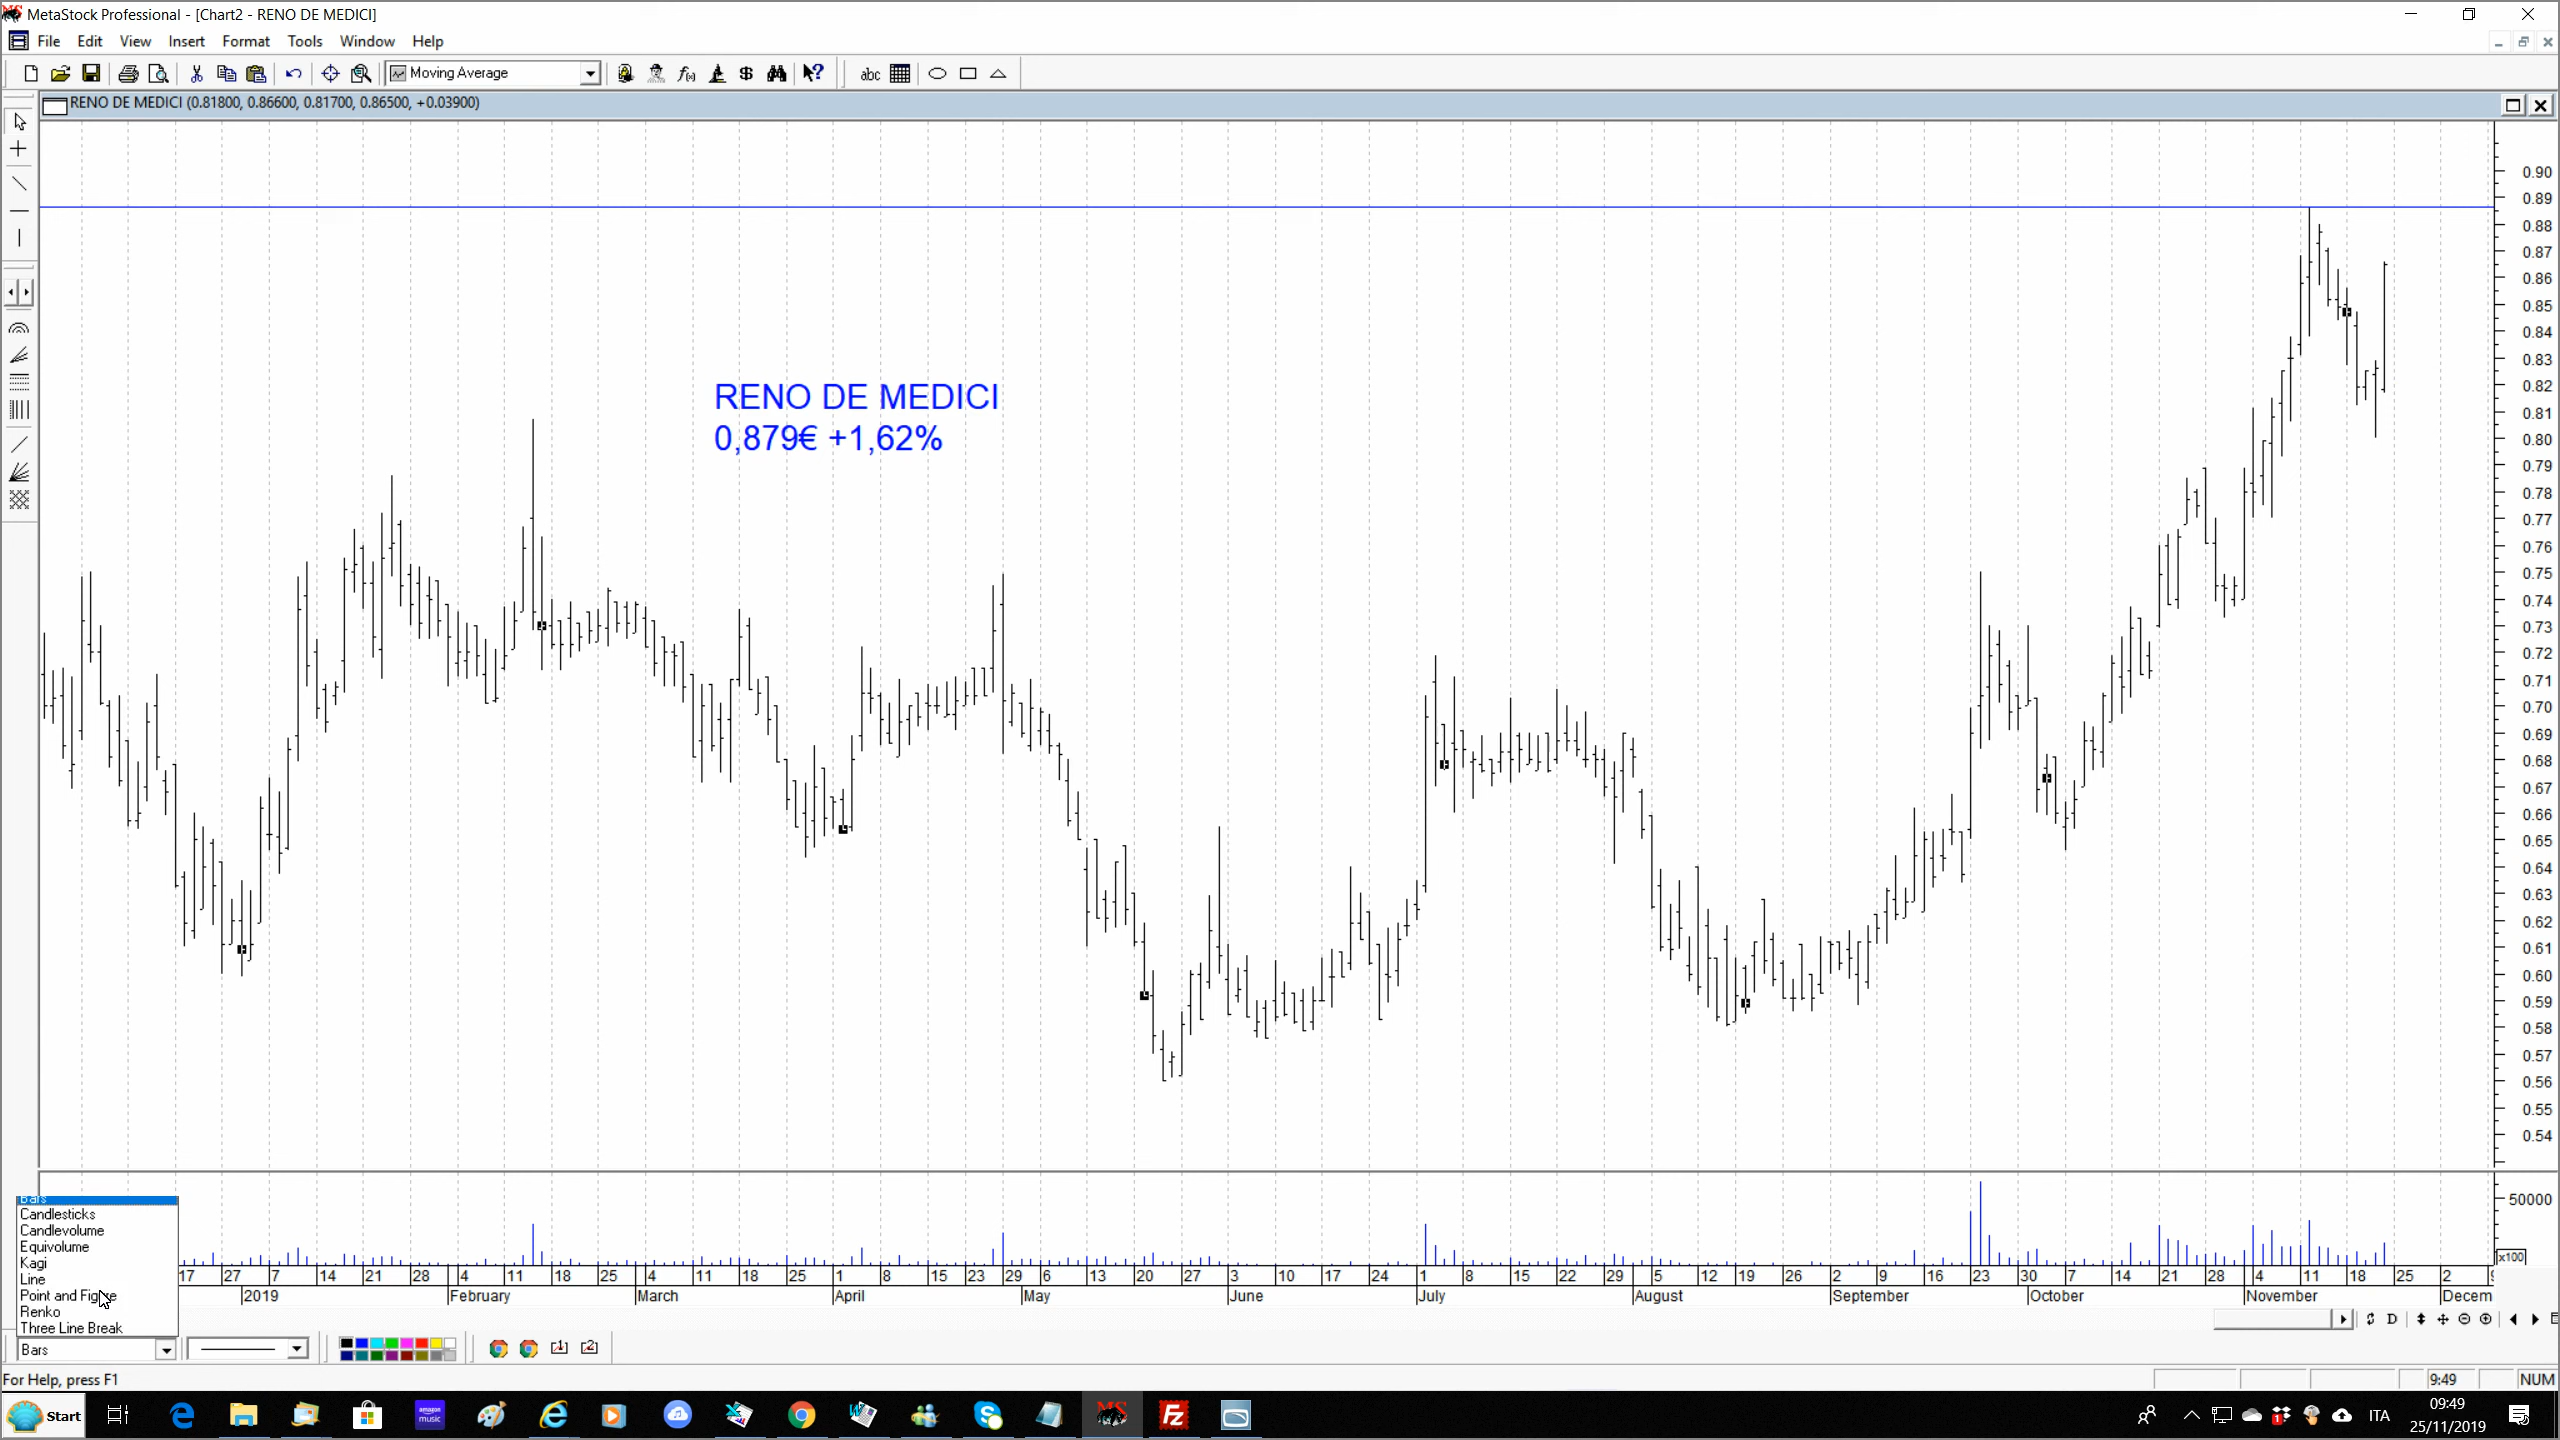 MetaStock Professional - [Chart2 - RENO DE MEDICI]
File Edit View Insert Format Tools Window Help
Moving Average
abc
RENO DE MEDICI (0.81800, 0.86600, 0.81700, 0.86500, +0.03900)
RENO DE MEDICI
0,879€ +1,62%
0.90
0.89
0.88
0.87
0.86
0.85
0.84
0.83
0.82
0.81
0.80
0.79
0.78
0.77
0.76
0.75
0.74
0.73
0.72
0.71
0.70
0.69
0.68
0.67
0.66
0.65
0.64
0.63
0.62
0.61
0.60
0.59
0.58
0.57
0.56
0.55
0.54
50000
x100
Bars
Candlesticks
Candlevolume
Equivolume
Kagi
Line
Point and Figure
Renko
Three Line Break
17 27 7 14 21 28 4 11 18 25 4 11 18 25 1 8 15 23 29 6 13 20 27 3 10 17 24 1 8 15 22 29 5 12 19 26 2 9 16 23 30 7 14 21 28 4 11 18 25 2 9
2019 February March April May June July August September October November Decem
D
Bars
For Help, press F1
9:49 NUM
Start
amazon music
ITA
09:49
25/11/2019